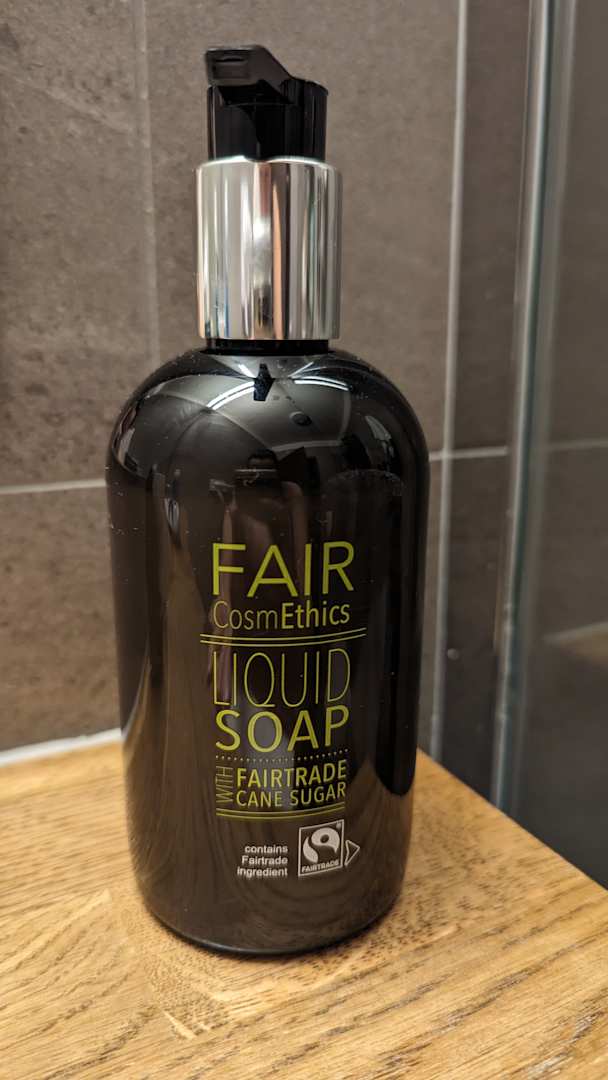 FAIR
CosmEthics
LIQUID
SOAP
WITH FAIRTRADE
CANE SUGAR
contains
Fairtrade
ingredient
FAIRTRADE